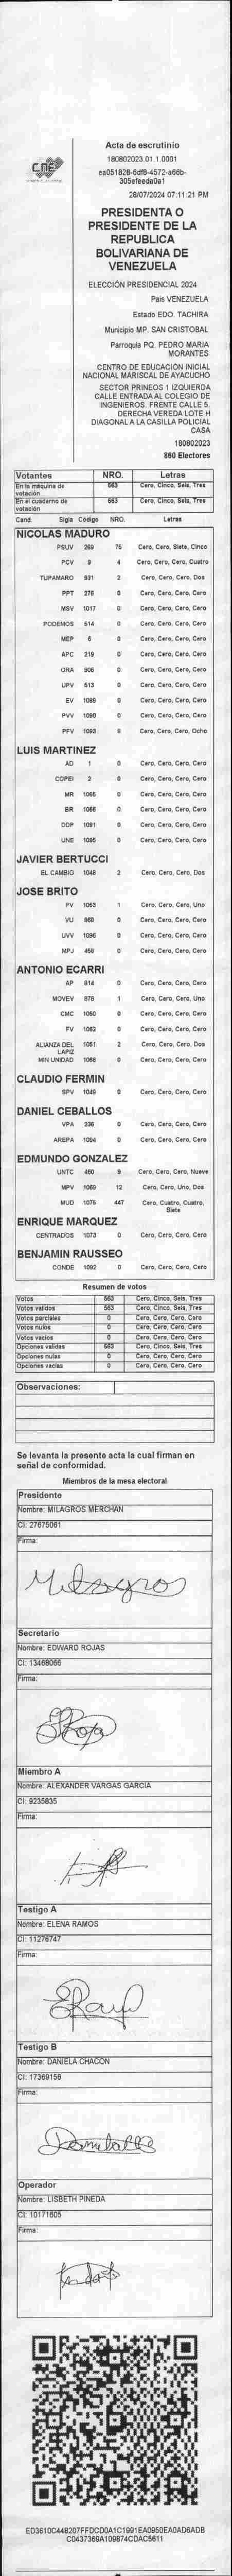 cne
Acta de escrutinio
180802023.01.1.0001
ea051828-6df8-4572-a66b-
305efeeda0a1
28/07/2024 07:11:21 PM
PRESIDENTA O
PRESIDENTE DE LA
REPUBLICA
BOLIVARIANA DE
VENEZUELA
ELECCIÓN PRESIDENCIAL 2024
Pais VENEZUELA
Estado EDO. TACHIRA
Municipio MP. SAN CRISTOBAL
Parroquia PQ. PEDRO MARIA
MORANTES
CENTRO DE EDUCACIÓN INICIAL
NACIONAL MARISCAL DE AYACUCHO
SECTOR PRINEOS 1 IZQUIERDA
CALLE ENTRADA AL COLEGIO DE
INGENIEROS. FRENTE CALLE 5.
DERECHA VEREDA LOTE H
DIAGONAL A LA CASILLA POLICIAL
CASA
180802023
860 Electores
Votantes NRO. Letras
En la máquina de votación 563 Cero, Cinco, Seis, Tres
En el cuaderno de votación 563 Cero, Cinco, Seis, Tres
Cand. Sigla Código NRO. Letras
NICOLAS MADURO
PSUV 269 75 Cero, Cero, Siete, Cinco
PCV 3 4 Cero, Cero, Cero, Cuatro
TUPAMARO 931 2 Cero, Cero, Cero, Dos
PPT 276 0 Cero, Cero, Cero, Cero
MSV 1017 0 Cero, Cero, Cero, Cero
PODEMOS 514 0 Cero, Cero, Cero, Cero
MEP 6 0 Cero, Cero, Cero, Cero
APC 219 0 Cero, Cero, Cero, Cero
ORA 906 0 Cero, Cero, Cero, Cero
UPV 513 0 Cero, Cero, Cero, Cero
EV 1089 0 Cero, Cero, Cero, Cero
PVV 1090 0 Cero, Cero, Cero, Cero
PFV 1093 8 Cero, Cero, Cero, Ocho
LUIS MARTINEZ
AD 1 0 Cero, Cero, Cero, Cero
COPEI 2 0 Cero, Cero, Cero, Cero
MR 1065 0 Cero, Cero, Cero, Cero
BR 1066 0 Cero, Cero, Cero, Cero
DDP 1091 0 Cero, Cero, Cero, Cero
UNE 1095 0 Cero, Cero, Cero, Cero
JAVIER BERTUCCI
EL CAMBIO 1048 2 Cero, Cero, Cero, Dos
JOSE BRITO
PV 1053 1 Cero, Cero, Cero, Uno
VU 968 0 Cero, Cero, Cero, Cero
UVV 1096 0 Cero, Cero, Cero, Cero
MPJ 458 0 Cero, Cero, Cero, Cero
ANTONIO ECARRI
AP 914 0 Cero, Cero, Cero, Cero
MOVEV 978 1 Cero, Cero, Cero, Uno
CMC 1050 0 Cero, Cero, Cero, Cero
FV 1062 0 Cero, Cero, Cero, Cero
ALIANZA DEL LAPIZ 1051 2 Cero, Cero, Cero, Dos
MIN UNIDAD 1068 0 Cero, Cero, Cero, Cero
CLAUDIO FERMIN
SPV 1049 0 Cero, Cero, Cero, Cero
DANIEL CEBALLOS
VPA 236 0 Cero, Cero, Cero, Cero
AREPA 1094 0 Cero, Cero, Cero, Cero
EDMUNDO GONZALEZ
UNTC 460 9 Cero, Cero, Cero, Nueve
MPV 1069 12 Cero, Cero, Uno, Dos
MUD 1075 447 Cero, Cuatro, Cuatro, Siete
ENRIQUE MARQUEZ
CENTRADOS 1073 0 Cero, Cero, Cero, Cero
BENJAMIN RAUSSEO
CONDE 1092 0 Cero, Cero, Cero, Cero
Resumen de votos
Votos 563 Cero, Cinco, Seis, Tres
Votos validos 563 Cero, Cinco, Seis, Tres
Votos parciales 0 Cero, Cero, Cero, Cero
Votos nulos 0 Cero, Cero, Cero, Cero
Votos vacios 0 Cero, Cero, Cero, Cero
Opciones validas 563 Cero, Cinco, Seis, Tres
Opciones nulas 0 Cero, Cero, Cero, Cero
Opciones vacias 0 Cero, Cero, Cero, Cero
Observaciones:
Se levanta la presente acta la cual firman en
señal de conformidad.
Miembros de la mesa electoral
Presidente
Nombre: MILAGROS MERCHAN
CI: 27675061
Firma:
Milagros
Secretario
Nombre: EDWARD ROJAS
CI: 13468066
Firma:
Miembro A
Nombre: ALEXANDER VARGAS GARCIA
CI: 9235835
Firma:
Testigo A
Nombre: ELENA RAMOS
CI: 11276747
Firma:
Testigo B
Nombre: DANIELA CHACON
CI: 17369158
Firma:
Operador
Nombre: LISBETH PINEDA
CI: 10171605
Firma:
ED3610C448207FFDCD0A1C1991EA0950EA0AD6ADB
C0437369A109874CDAC5611